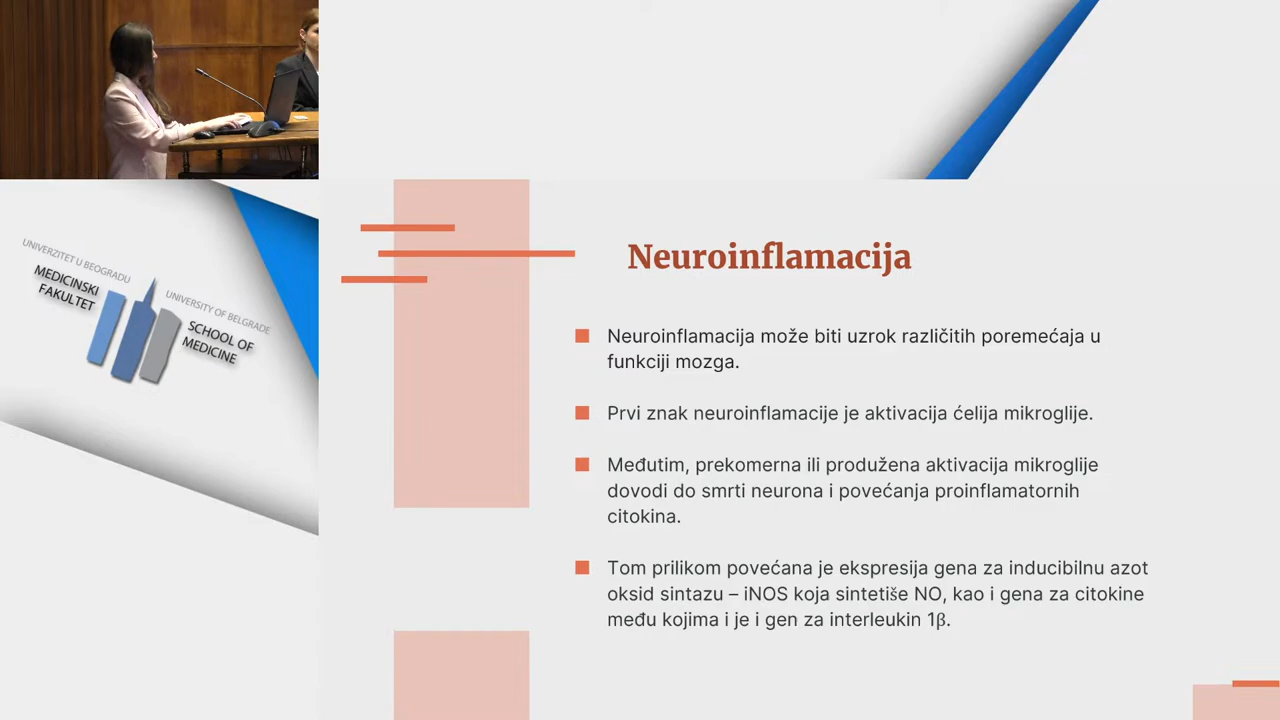 UNIVERZITET U BEOGRADU
MEDICINSKI
FAKULTET
UNIVERSITY OF BELGRADE
SCHOOL OF
MEDICINE
Neuroinflamacija
Neuroinflamacija može biti uzrok različitih poremećaja u
funkciji mozga.
Prvi znak neuroinflamacije je aktivacija ćelija mikroglije.
Međutim, prekomerna ili produžena aktivacija mikroglije
dovodi do smrti neurona i povećanja proinflamatornih
citokina.
Tom prilikom povećana je ekspresija gena za inducibilnu azot
oksid sintazu – iNOS koja sintetiše NO, kao i gena za citokine
među kojima i je i gen za interleukin 1β.